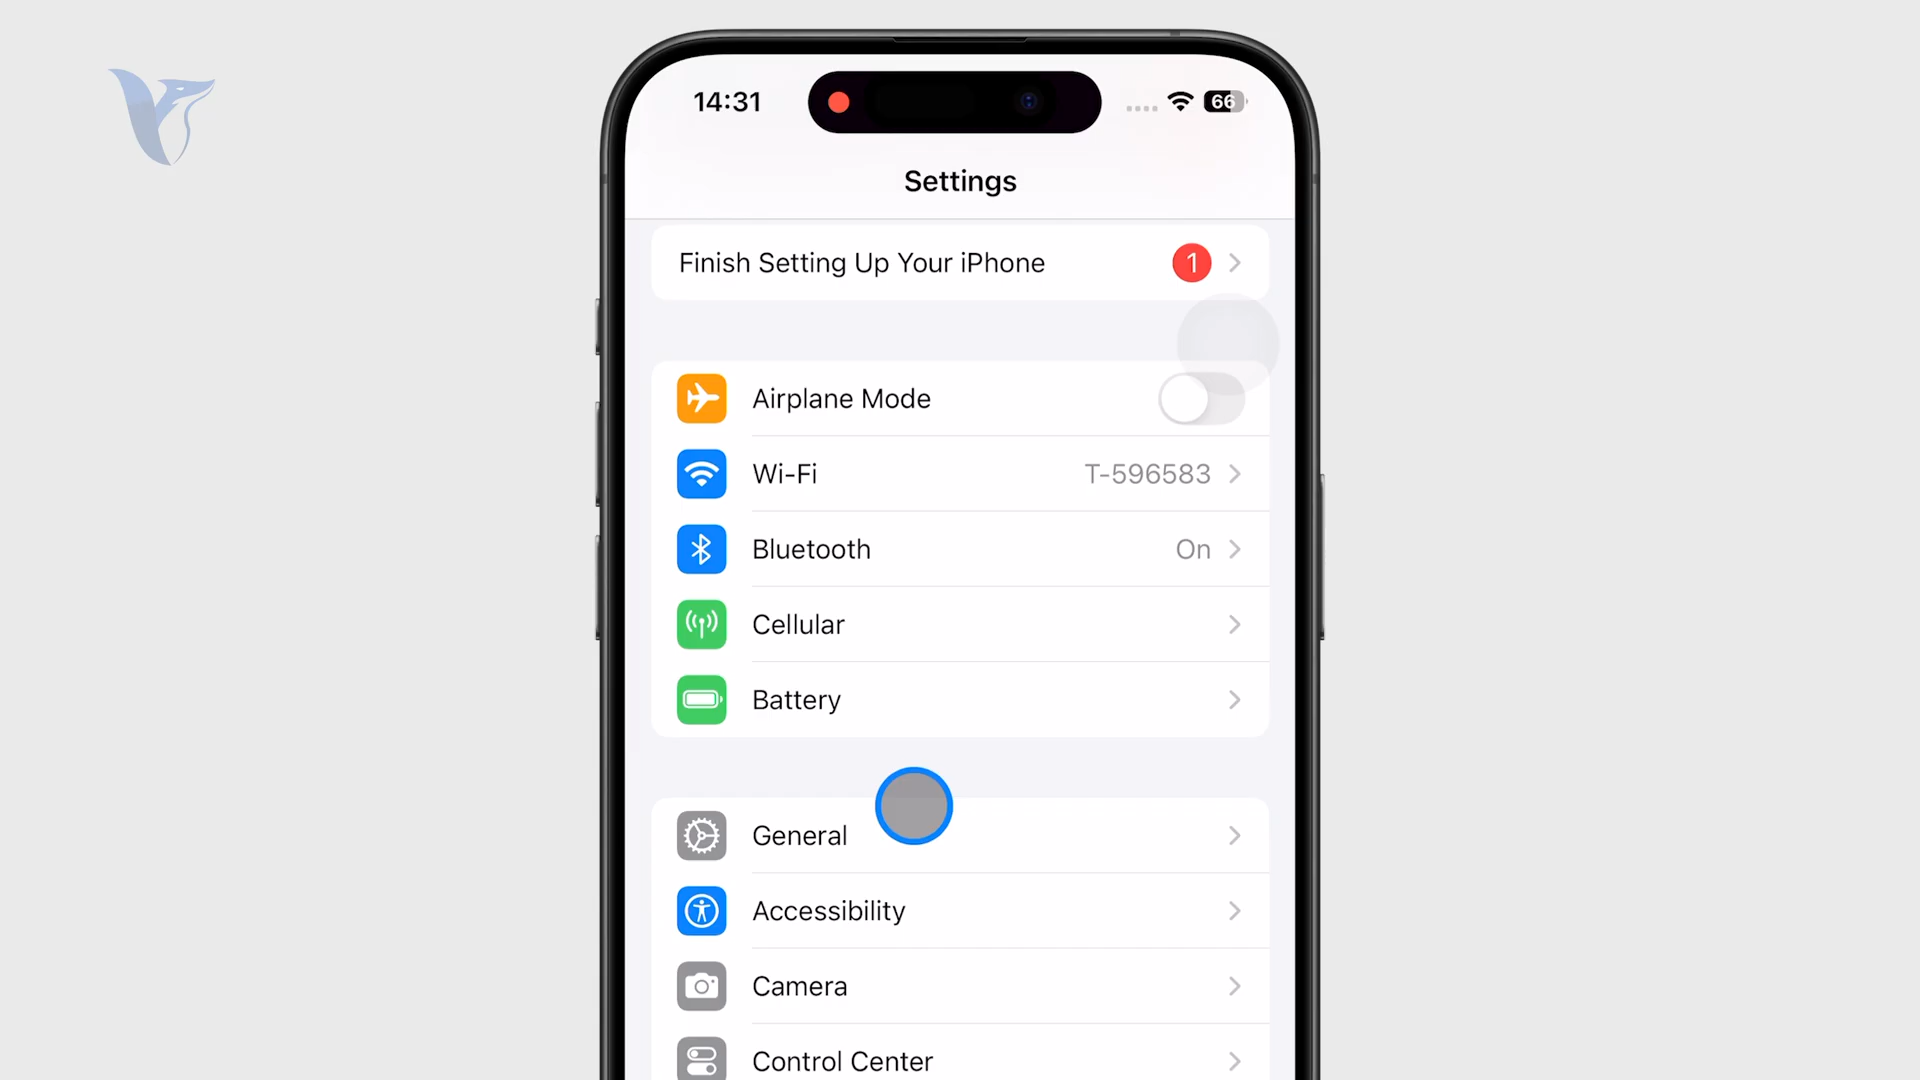 14:31
66
Settings
Finish Setting Up Your iPhone 1
Airplane Mode
Wi-Fi T-596583
Bluetooth On
Cellular
Battery
General
Accessibility
Camera
Control Center